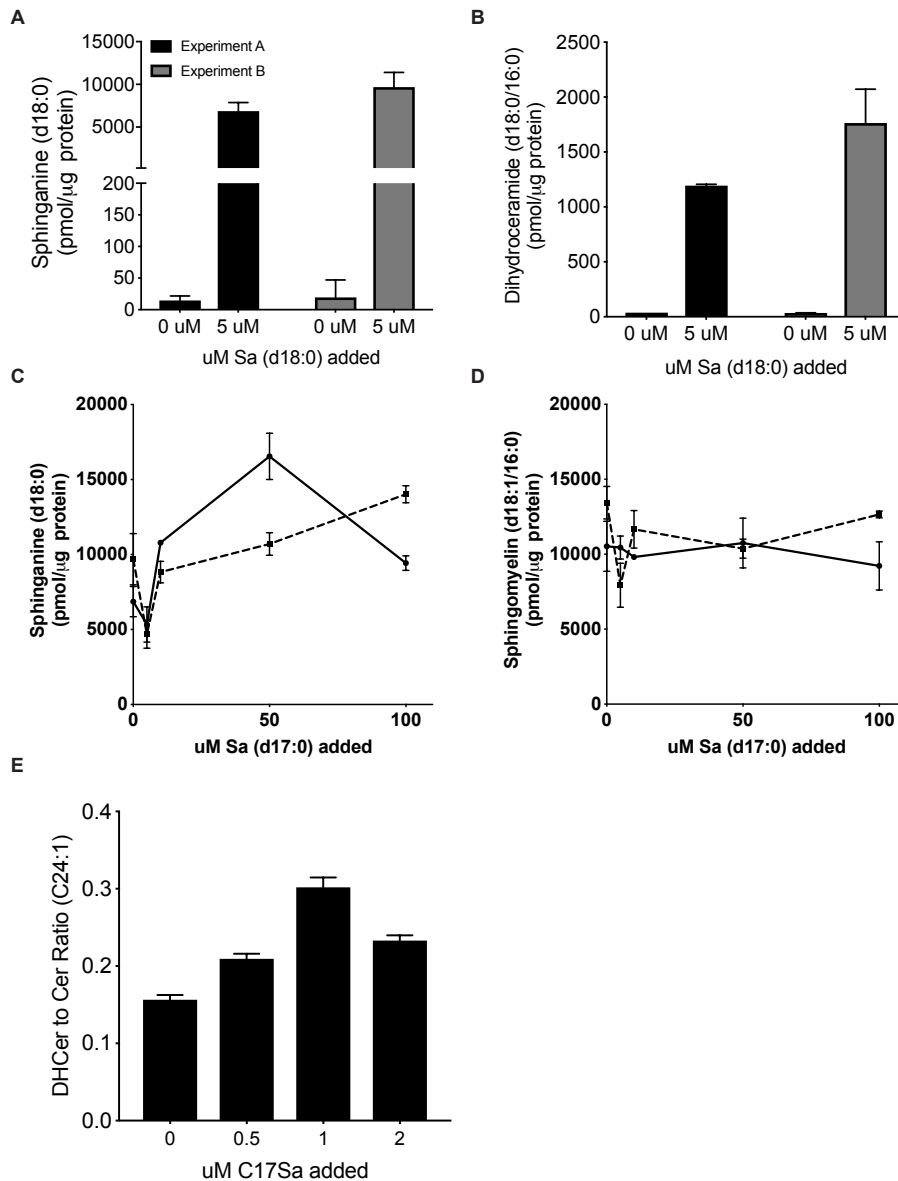 A
Sphinganine (d18:0)
(pmol/µg protein)
15000
10000
5000
200
150
100
50
0
Experiment A
Experiment B
0 uM
5 uM
0 uM
5 uM
uM Sa (d18:0) added
B
Dihydroceramide (d18:0/16:0)
(pmol/µg protein)
2500
2000
1500
1000
500
0
0 uM
5 uM
0 uM
5 uM
uM Sa (d18:0) added
C
Sphinganine (d18:0)
(pmol/µg protein)
20000
15000
10000
5000
0
0
50
100
uM Sa (d17:0) added
D
Sphingomyelin (d18:1/16:0)
(pmol/µg protein)
20000
15000
10000
5000
0
0
50
100
uM Sa (d17:0) added
E
DHCer to Cer Ratio (C24:1)
0.4
0.3
0.2
0.1
0.0
0
0.5
1
2
uM C17Sa added